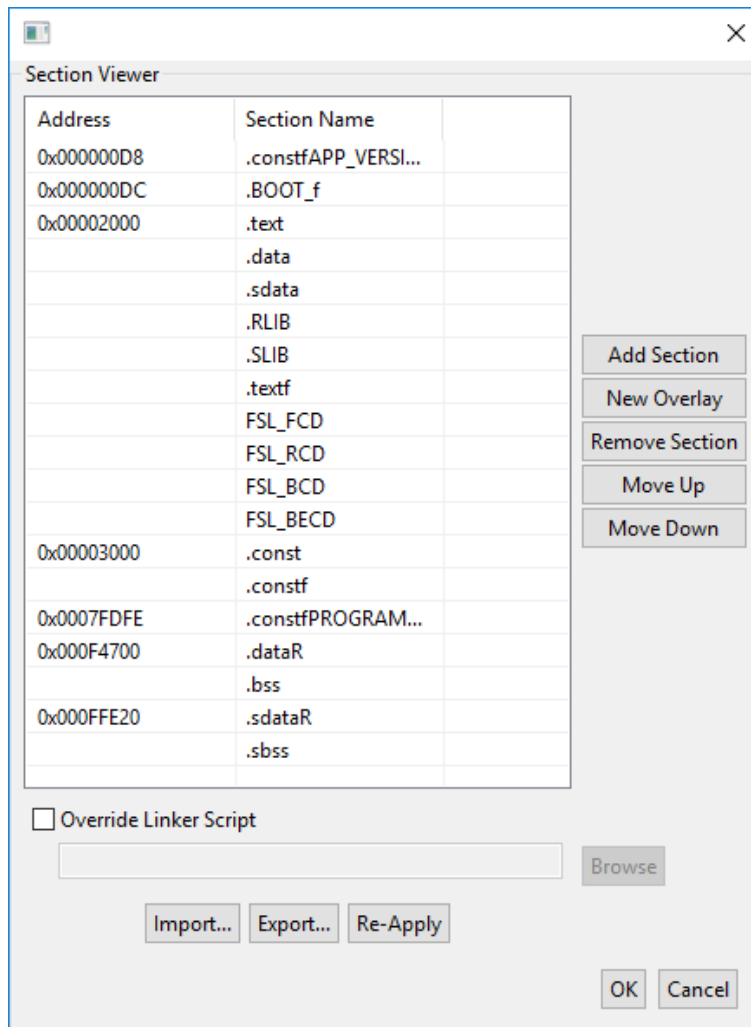 Section Viewer
Address Section Name
0x000000D8 .constfAPP_VERSI...
0x000000DC .BOOT_f
0x00002000 .text
.data
.sdata
.RLIB
.SLIB
.textf
FSL_FCD
FSL_RCD
FSL_BCD
FSL_BECD
0x00003000 .const
.constf
0x0007FDFE .constfPROGRAM...
0x000F4700 .dataR
.bss
0x000FFE20 .sdataR
.sbss
Add Section
New Overlay
Remove Section
Move Up
Move Down
Override Linker Script
Browse
Import... Export... Re-Apply
OK Cancel